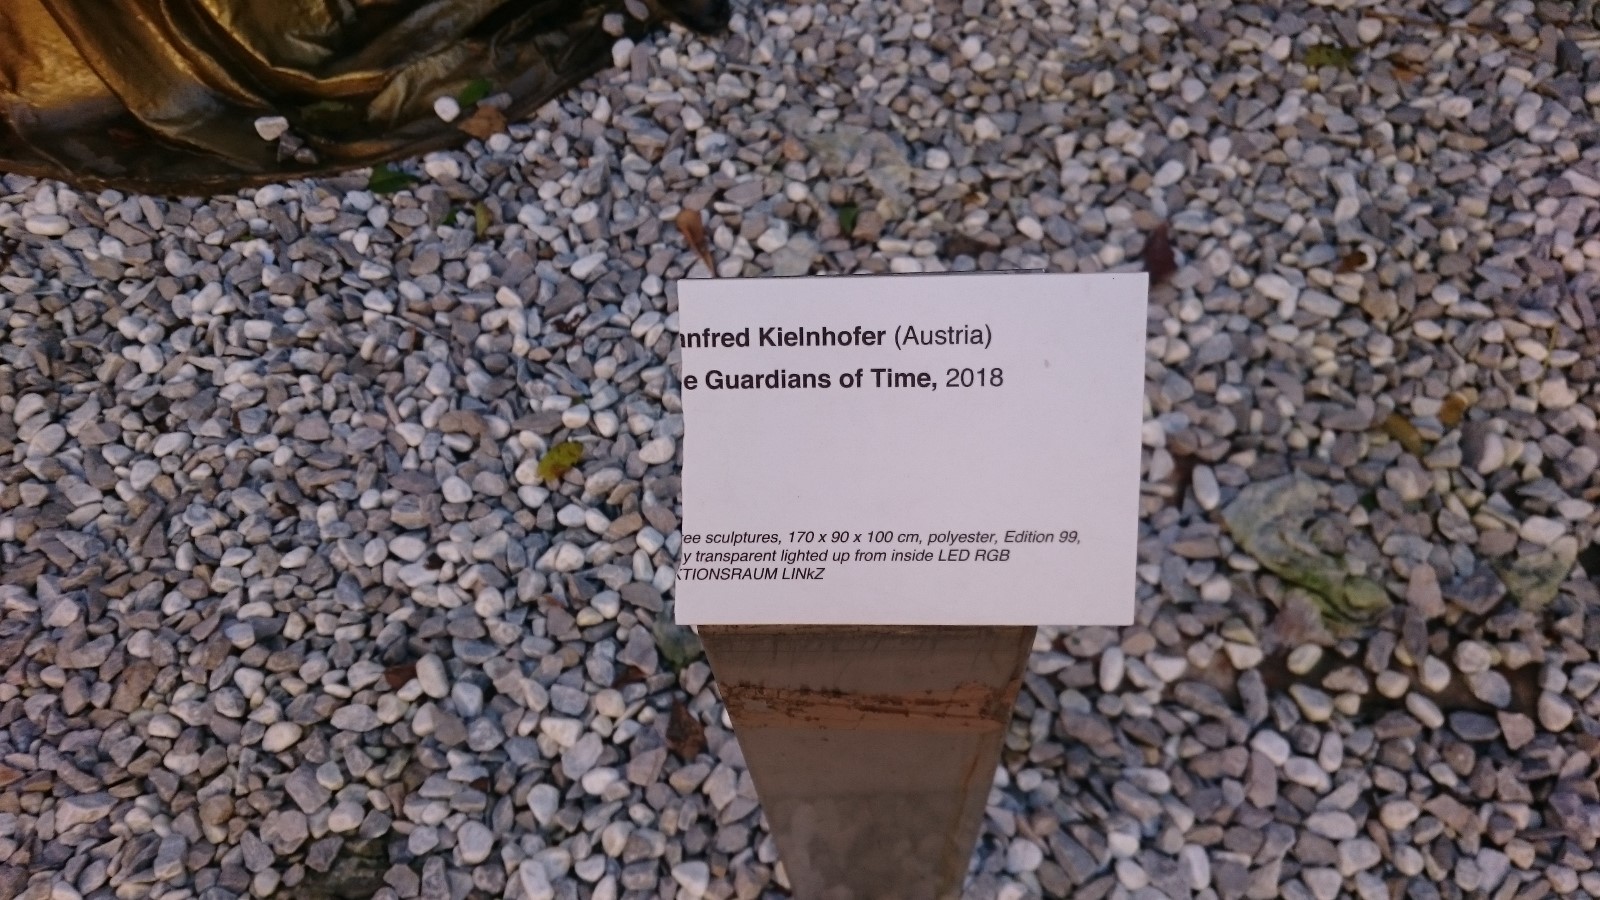 anfred Kielnhofer (Austria)
e Guardians of Time, 2018
ee sculptures, 170 x 90 x 100 cm, polyester, Edition 99,
y transparent lighted up from inside LED RGB
KTIONSRAUM LINkZ